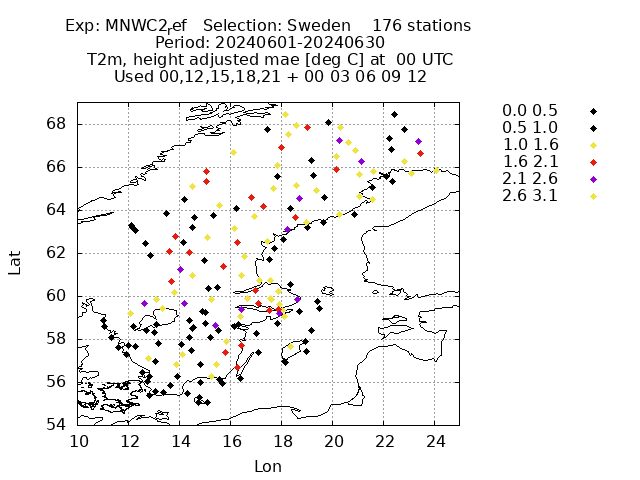 Exp: MNWC2ref Selection: Sweden 176 stations
Period: 20240601-20240630
T2m, height adjusted mae [deg C] at 00 UTC
Used 00,12,15,18,21 + 00 03 06 09 12
0.0 0.5
0.5 1.0
1.0 1.6
1.6 2.1
2.1 2.6
2.6 3.1
68
66
64
62
60
58
56
54
Lat
10 12 14 16 18 20 22 24
Lon